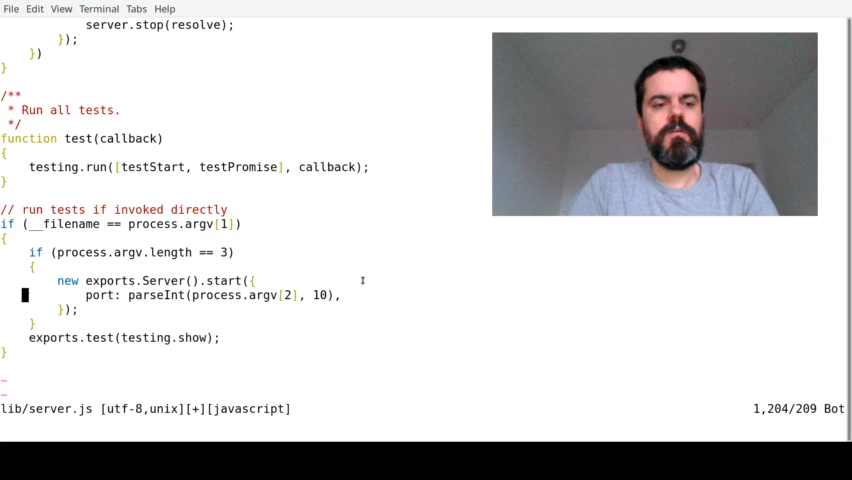 File Edit View Terminal Tabs Help
server.stop(resolve);
});
})
}
/**
* Run all tests.
*/
function test(callback)
{
testing.run([testStart, testPromise], callback);
}
// run tests if invoked directly
if (__filename == process.argv[1])
{
if (process.argv.length == 3)
{
new exports.Server().start({
port: parseInt(process.argv[2], 10),
});
}
exports.test(testing.show);
}
~
~
lib/server.js [utf-8,unix][+][javascript] 1,204/209 Bot